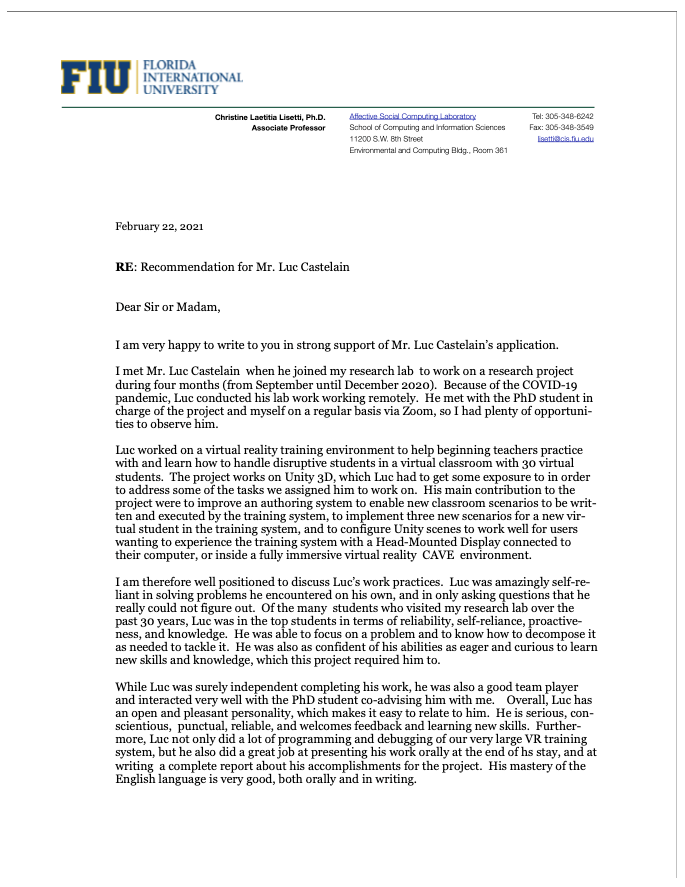 FIU FLORIDA
INTERNATIONAL
UNIVERSITY
Christine Laetitia Lisetti, Ph.D.
Associate Professor
Affective Social Computing Laboratory
School of Computing and Information Sciences
11200 S.W. 8th Street
Environmental and Computing Bldg., Room 361
Tel: 305-348-6242
Fax: 305-348-3549
lisetti@cis.fiu.edu
February 22, 2021
RE: Recommendation for Mr. Luc Castelain
Dear Sir or Madam,
I am very happy to write to you in strong support of Mr. Luc Castelain's application.
I met Mr. Luc Castelain when he joined my research lab to work on a research project
during four months (from September until December 2020). Because of the COVID-19
pandemic, Luc conducted his lab work working remotely. He met with the PhD student in
charge of the project and myself on a regular basis via Zoom, so I had plenty of opportuni-
ties to observe him.
Luc worked on a virtual reality training environment to help beginning teachers practice
with and learn how to handle disruptive students in a virtual classroom with 30 virtual
students. The project works on Unity 3D, which Luc had to get some exposure to in order
to address some of the tasks we assigned him to work on. His main contribution to the
project were to improve an authoring system to enable new classroom scenarios to be writ-
ten and executed by the training system, to implement three new scenarios for a new vir-
tual student in the training system, and to configure Unity scenes to work well for users
wanting to experience the training system with a Head-Mounted Display connected to
their computer, or inside a fully immersive virtual reality CAVE environment.
I am therefore well positioned to discuss Luc's work practices. Luc was amazingly self-re-
liant in solving problems he encountered on his own, and in only asking questions that he
really could not figure out. Of the many students who visited my research lab over the
past 30 years, Luc was in the top students in terms of reliability, self-reliance, proactive-
ness, and knowledge. He was able to focus on a problem and to know how to decompose it
as needed to tackle it. He was also as confident of his abilities as eager and curious to learn
new skills and knowledge, which this project required him to.
While Luc was surely independent completing his work, he was also a good team player
and interacted very well with the PhD student co-advising him with me. Overall, Luc has
an open and pleasant personality, which makes it easy to relate to him. He is serious, con-
scientious, punctual, reliable, and welcomes feedback and learning new skills. Further-
more, Luc not only did a lot of programming and debugging of our very large VR training
system, but he also did a great job at presenting his work orally at the end of his stay, and at
writing a complete report about his accomplishments for the project. His mastery of the
English language is very good, both orally and in writing.